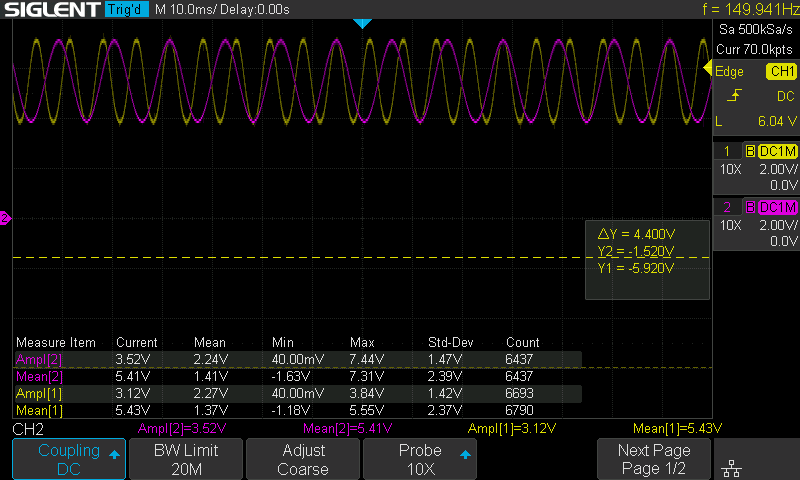 SIGLENT Trig'd M 10.0ms/ Delay:0.00s f = 149.941Hz
Sa 500kSa/s
Curr 70.0kpts
Edge CH1
DC
L 6.04 V
1 B DC1M
10X 2.00V/
0.0V
2 B DC1M
10X 2.00V/
0.0V
2
ΔY = 4.400V
Y2 = -1.520V
Y1 = -5.920V
Measure Item Current Mean Min Max Std-Dev Count
Ampl[2] 3.52V 2.24V 40.00mV 7.44V 1.47V 6437
Mean[2] 5.41V 1.41V -1.63V 7.31V 2.39V 6437
Ampl[1] 3.12V 2.27V 40.00mV 3.84V 1.42V 6693
Mean[1] 5.43V 1.37V -1.18V 5.55V 2.37V 6790
CH2 Ampl[2]=3.52V Mean[2]=5.41V Ampl[1]=3.12V Mean[1]=5.43V
Coupling BW Limit Adjust Probe Next Page
DC 20M Coarse 10X Page 1/2